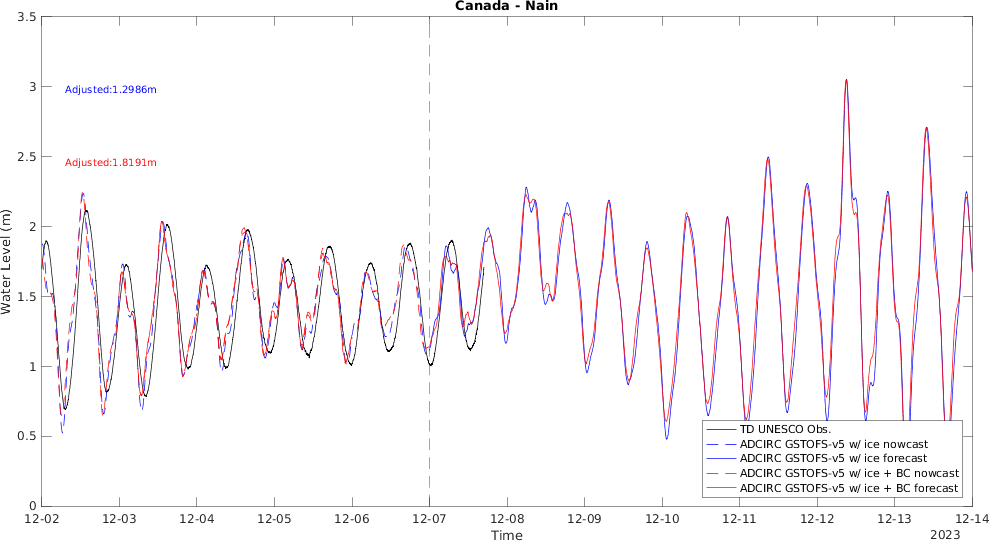 Canada - Nain
3.5
3
2.5
2
1.5
1
0.5
0
Water Level (m)
Adjusted:1.2986m
Adjusted:1.8191m
TD UNESCO Obs.
ADCIRC GSTOFS-v5 w/ ice nowcast
ADCIRC GSTOFS-v5 w/ ice forecast
ADCIRC GSTOFS-v5 w/ ice + BC nowcast
ADCIRC GSTOFS-v5 w/ ice + BC forecast
12-02 12-03 12-04 12-05 12-06 12-07 12-08 12-09 12-10 12-11 12-12 12-13 12-14
Time
2023